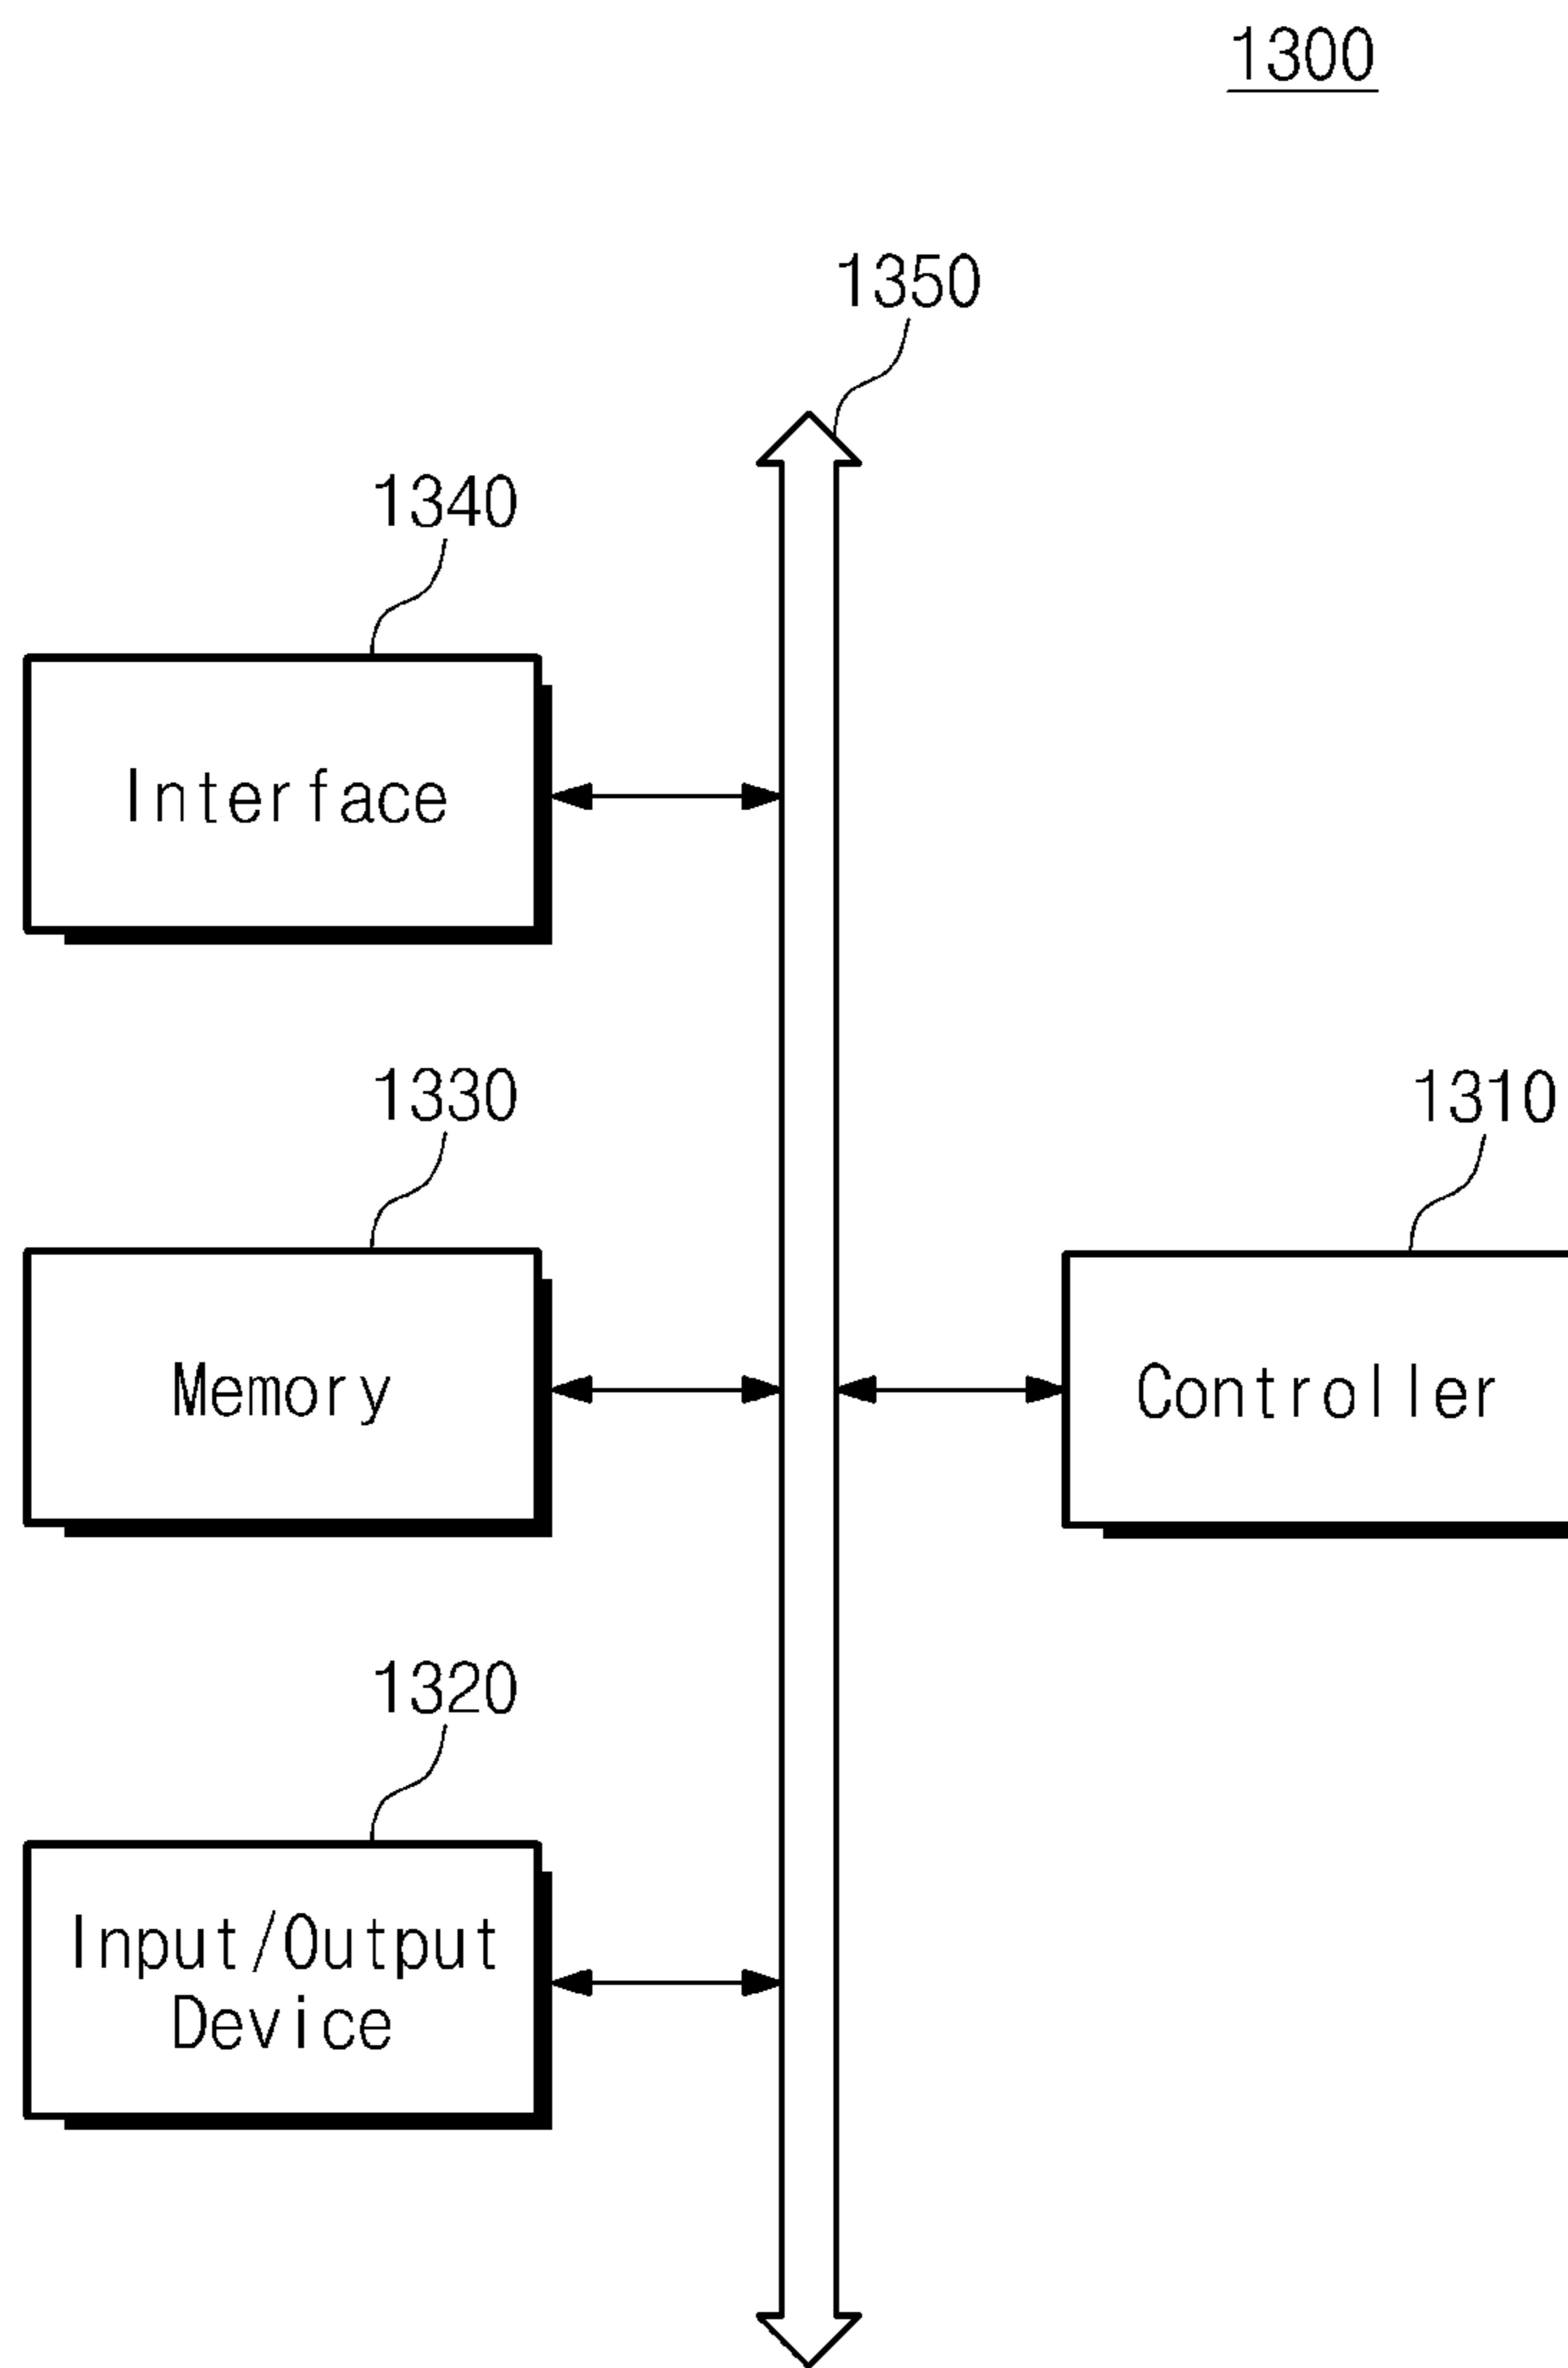 1300
1350
1340
Interface
1330
1310
Memory
Controller
1320
Input/Output
Device